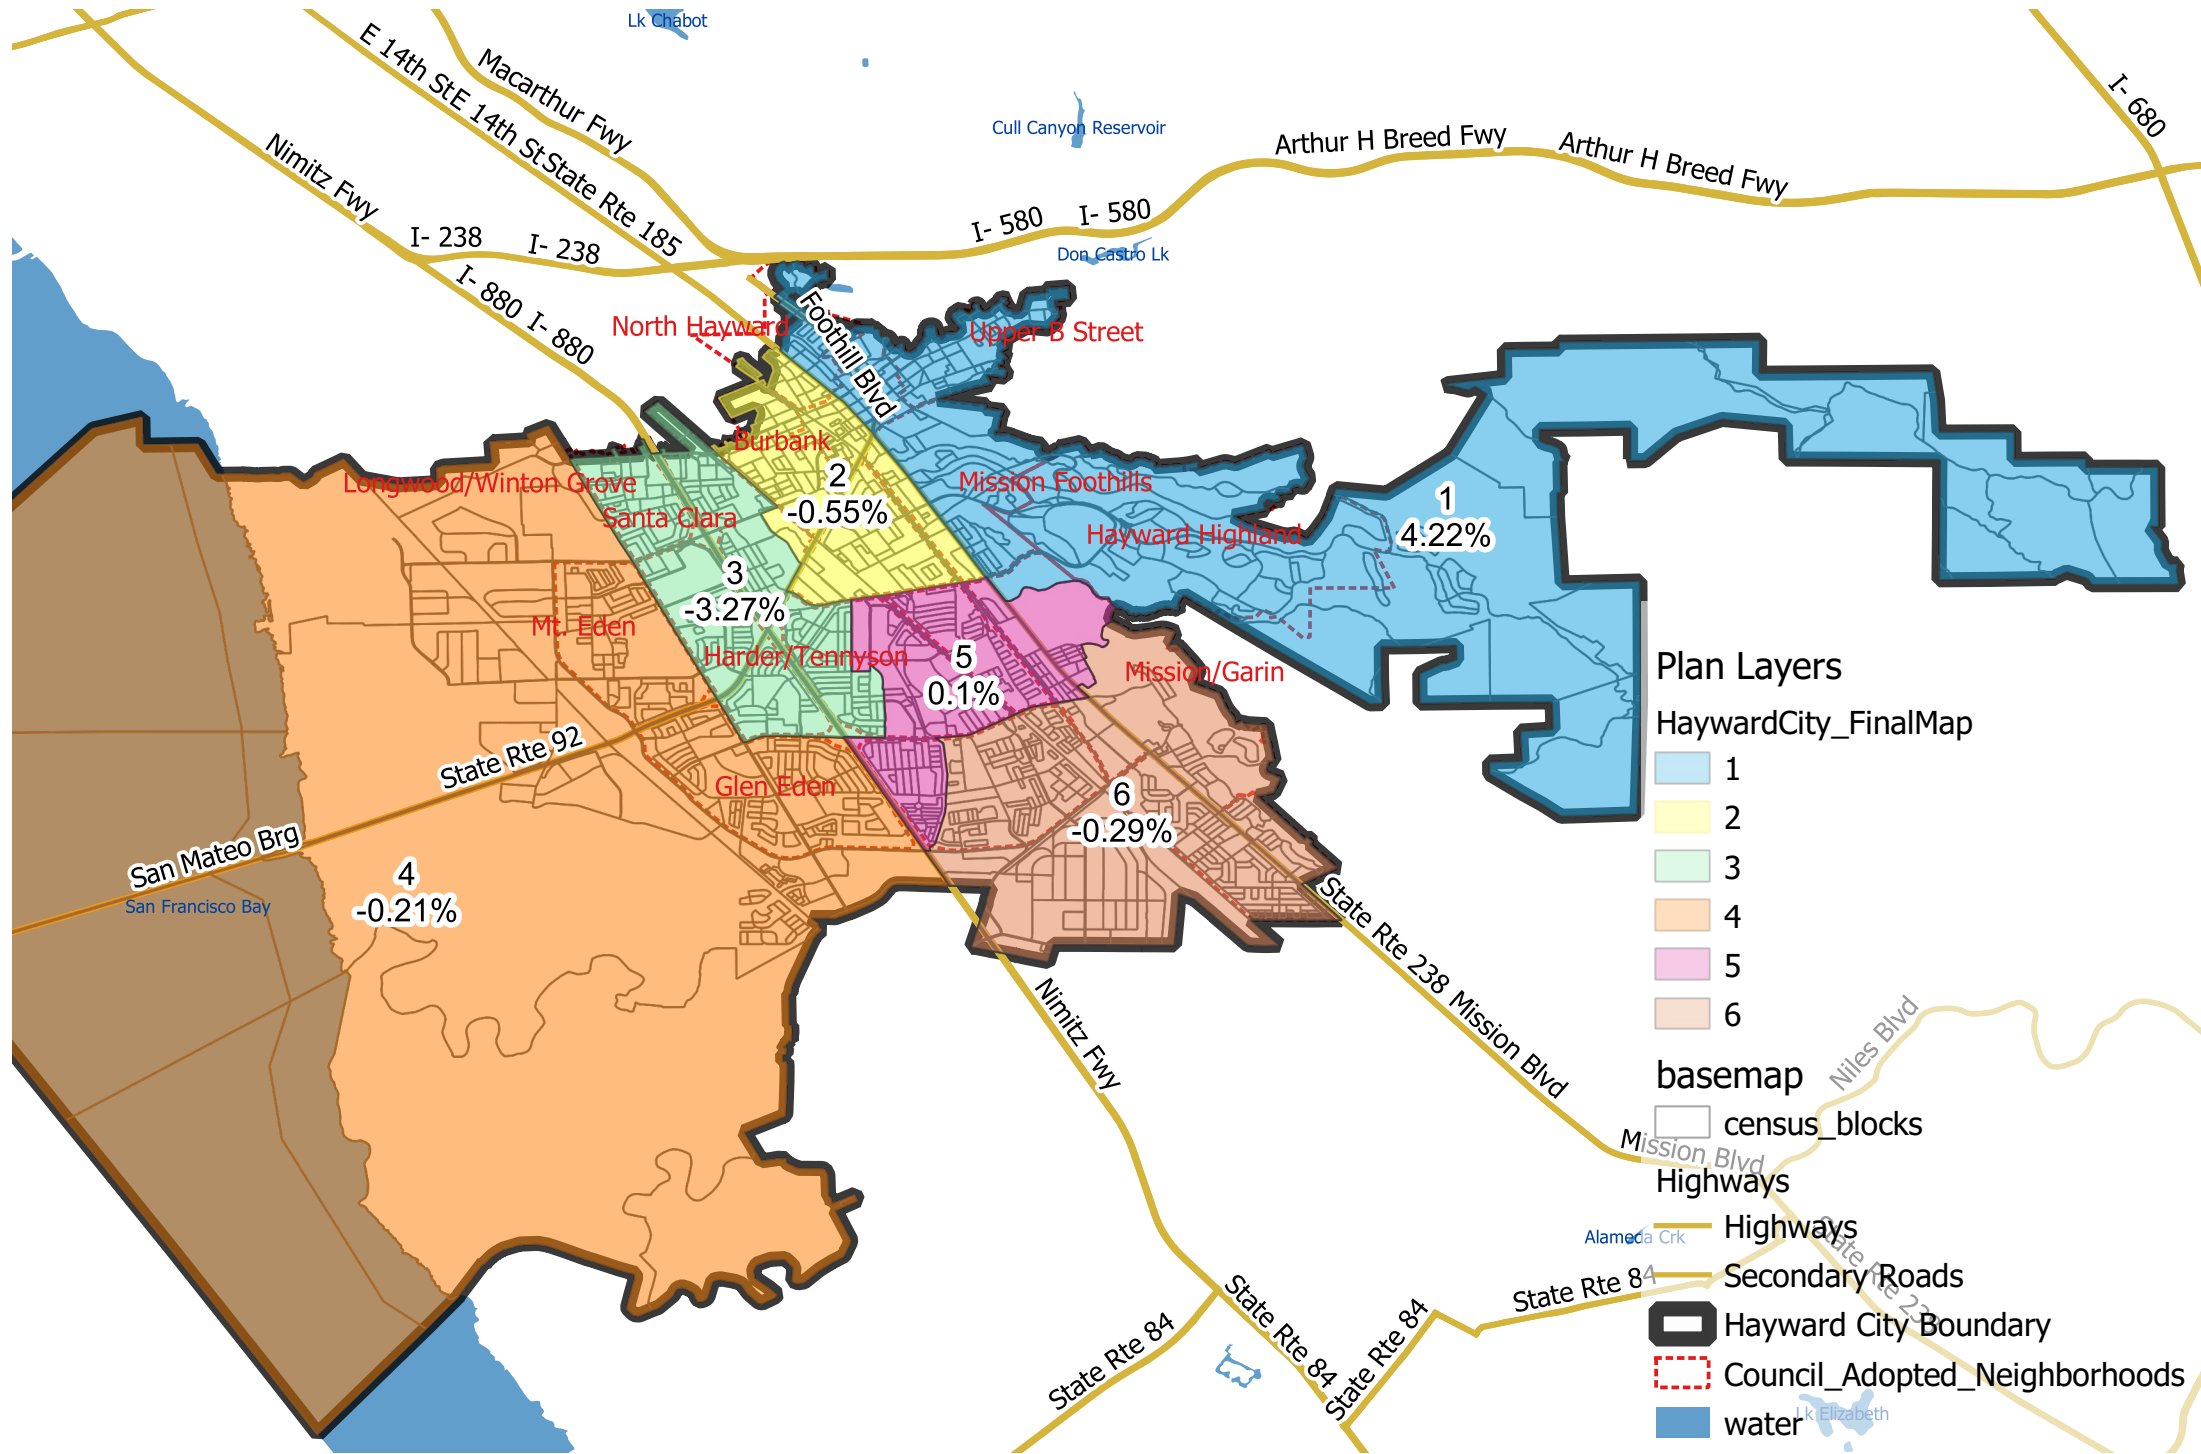 Lk Chabot
E 14th St
E 14th St
Macarthur Fwy
State Rte 185
Nimitz Fwy
Cull Canyon Reservoir
Arthur H Breed Fwy
Arthur H Breed Fwy
I- 680
I- 238
I- 238
I- 580
I- 580
Don Castro Lk
I- 880
I- 880
North Hayward
Foothill Blvd
Upper B Street
Burbank
Longwood/Winton Grove
Santa Clara
2
-0.55%
Mission Foothills
Hayward Highland
1
4.22%
3
-3.27%
Mt. Eden
Harder/Tennyson
5
0.1%
Mission/Garin
State Rte 92
Glen Eden
6
-0.29%
San Mateo Brg
4
-0.21%
San Francisco Bay
State Rte 238
Mission Blvd
Nimitz Fwy
Niles Blvd
Mission Blvd
Alameda Crk
State Rte 84
State Rte 84
State Rte 84
State Rte 84
State Rte 238
Lk Elizabeth
Plan Layers
HaywardCity_FinalMap
1
2
3
4
5
6
basemap
census_blocks
Highways
Highways
Secondary Roads
Hayward City Boundary
Council_Adopted_Neighborhoods
water